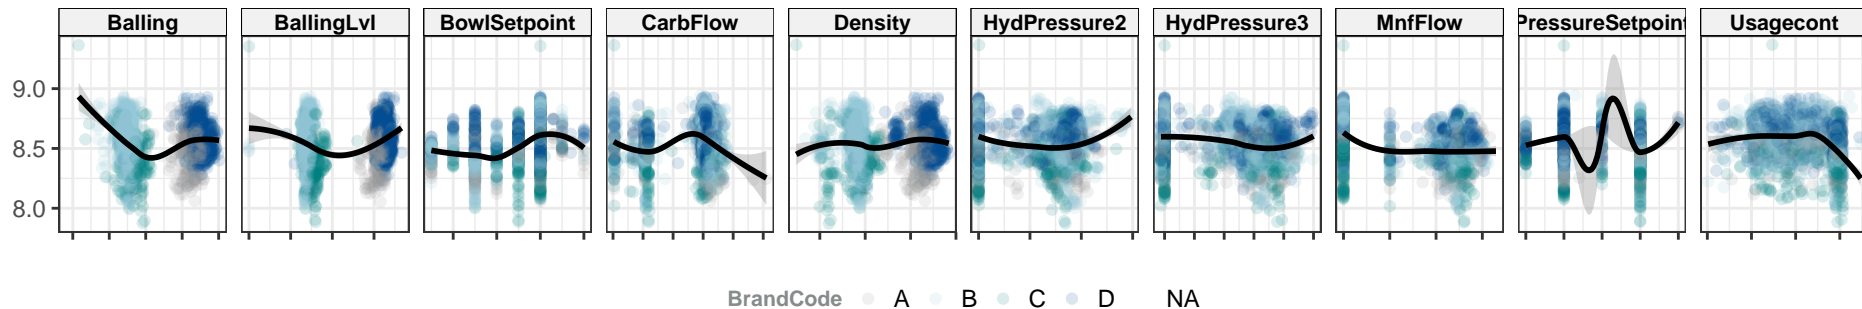 Balling BallingLvl BowlSetpoint CarbFlow Density HydPressure2 HydPressure3 MnfFlow PressureSetpoint Usagecont
9.0
8.5
8.0
BrandCode A B C D NA